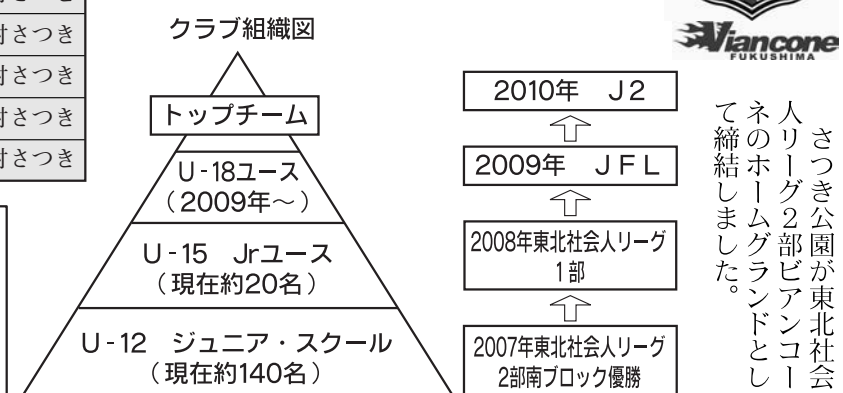 村さつき
村さつき
村さつき
村さつき
クラブ組織図
トップチーム
U-18ユース
（2009年～）
U-15 Jrユース
（現在約20名）
U-12 ジュニア・スクール
（現在約140名）
2010年 J2
2009年 JFL
2008年東北社会人リーグ
1部
2007年東北社会人リーグ
2部南ブロック優勝
Viancone
FUKUSHIMA
さつき公園が東北社会
人リーグ２部ビアンコー
ネのホームグランドとし
て締結しました。